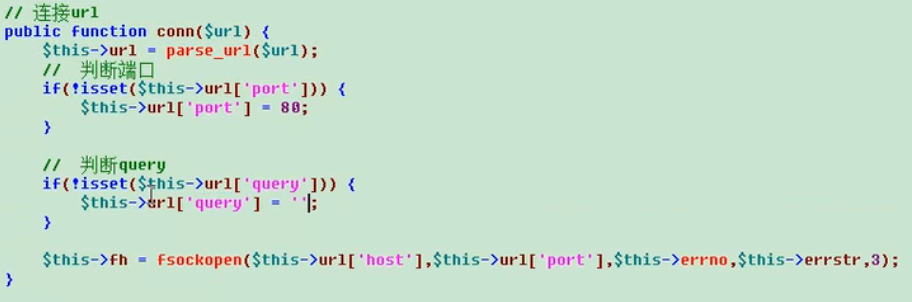 // 连接url
public function conn($url) {
    $this->url = parse_url($url);
    //  判断端口
    if(!isset($this->url['port'])) {
        $this->url['port'] = 80;
    }
    //  判断query
    if(!isset($this->url['query'])) {
        $this->url['query'] = '';
    }
    $this->fh = fsockopen($this->url['host'],$this->url['port'],$this->errno,$this->errstr,3);
}